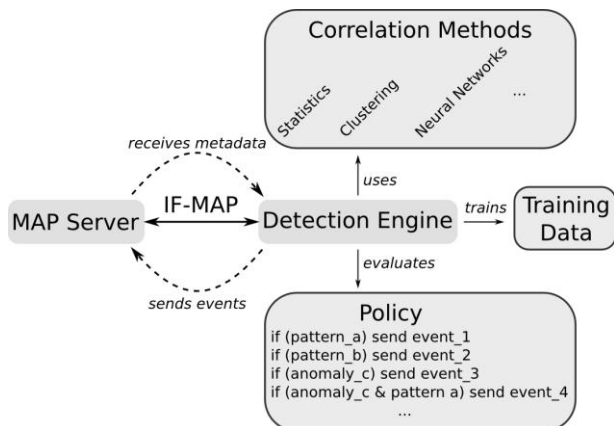 Correlation Methods
Statistics
Clustering
Neural Networks
...
receives metadata
uses
MAP Server
IF-MAP
Detection Engine
trains
Training
Data
sends events
evaluates
Policy
if (pattern_a) send event_1
if (pattern_b) send event_2
if (anomaly_c) send event_3
if (anomaly_c & pattern a) send event_4
...